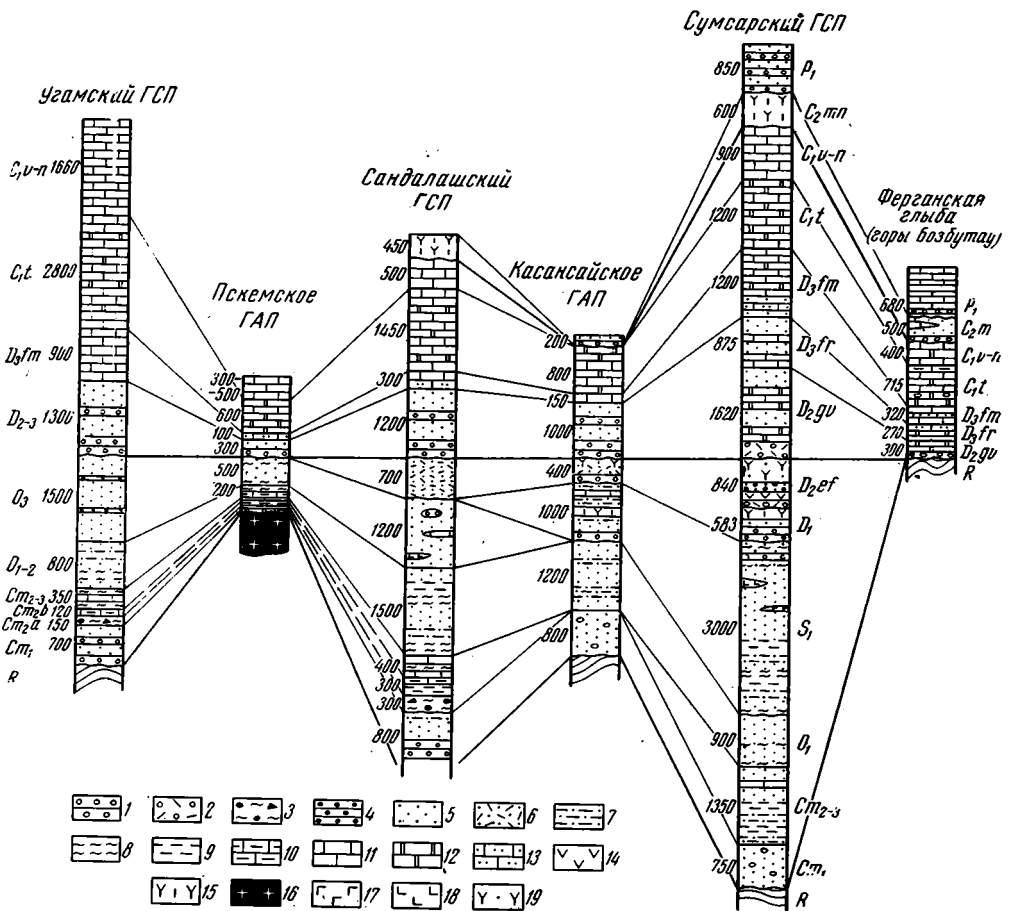 Угамский ГСП
C₁v-n 1660
C₁t 2800
D₃fm 900
D₂₋₃ 1300
O₃ 1500
D₁₋₂ 800
Cm₂₋₃ 350
Cm₂b 120
Cm₂a 150
Cm₁ 700
R
Пскемское
ГАП
300
500
600
100
300
500
200
Сандалашский
ГСП
450
500
1450
300
1200
700
1200
1500
400
300
300
800
Касансайское
ГАП
200
800
150
1000
400
1000
1200
800
Сумсарский ГСП
850 P₁
600 C₂mn
900 C₁v-n
1200 C₁t
1200 D₃fm
875 D₃fr
1620 D₂gv
840 D₂ef
583 D₁
3000 S₁
900 O₁
1350 Cm₂₋₃
750 Cm₁
R
Ферганская
глыба
(горы Бозбутау)
680 P₁
500 C₂m
400 C₁v-n
715 C₁t
320 D₃fm
270 D₃fr
300 D₂gv
R
1 2 3 4 5 6 7
8 9 10 11 12 13 14
15 16 17 18 19